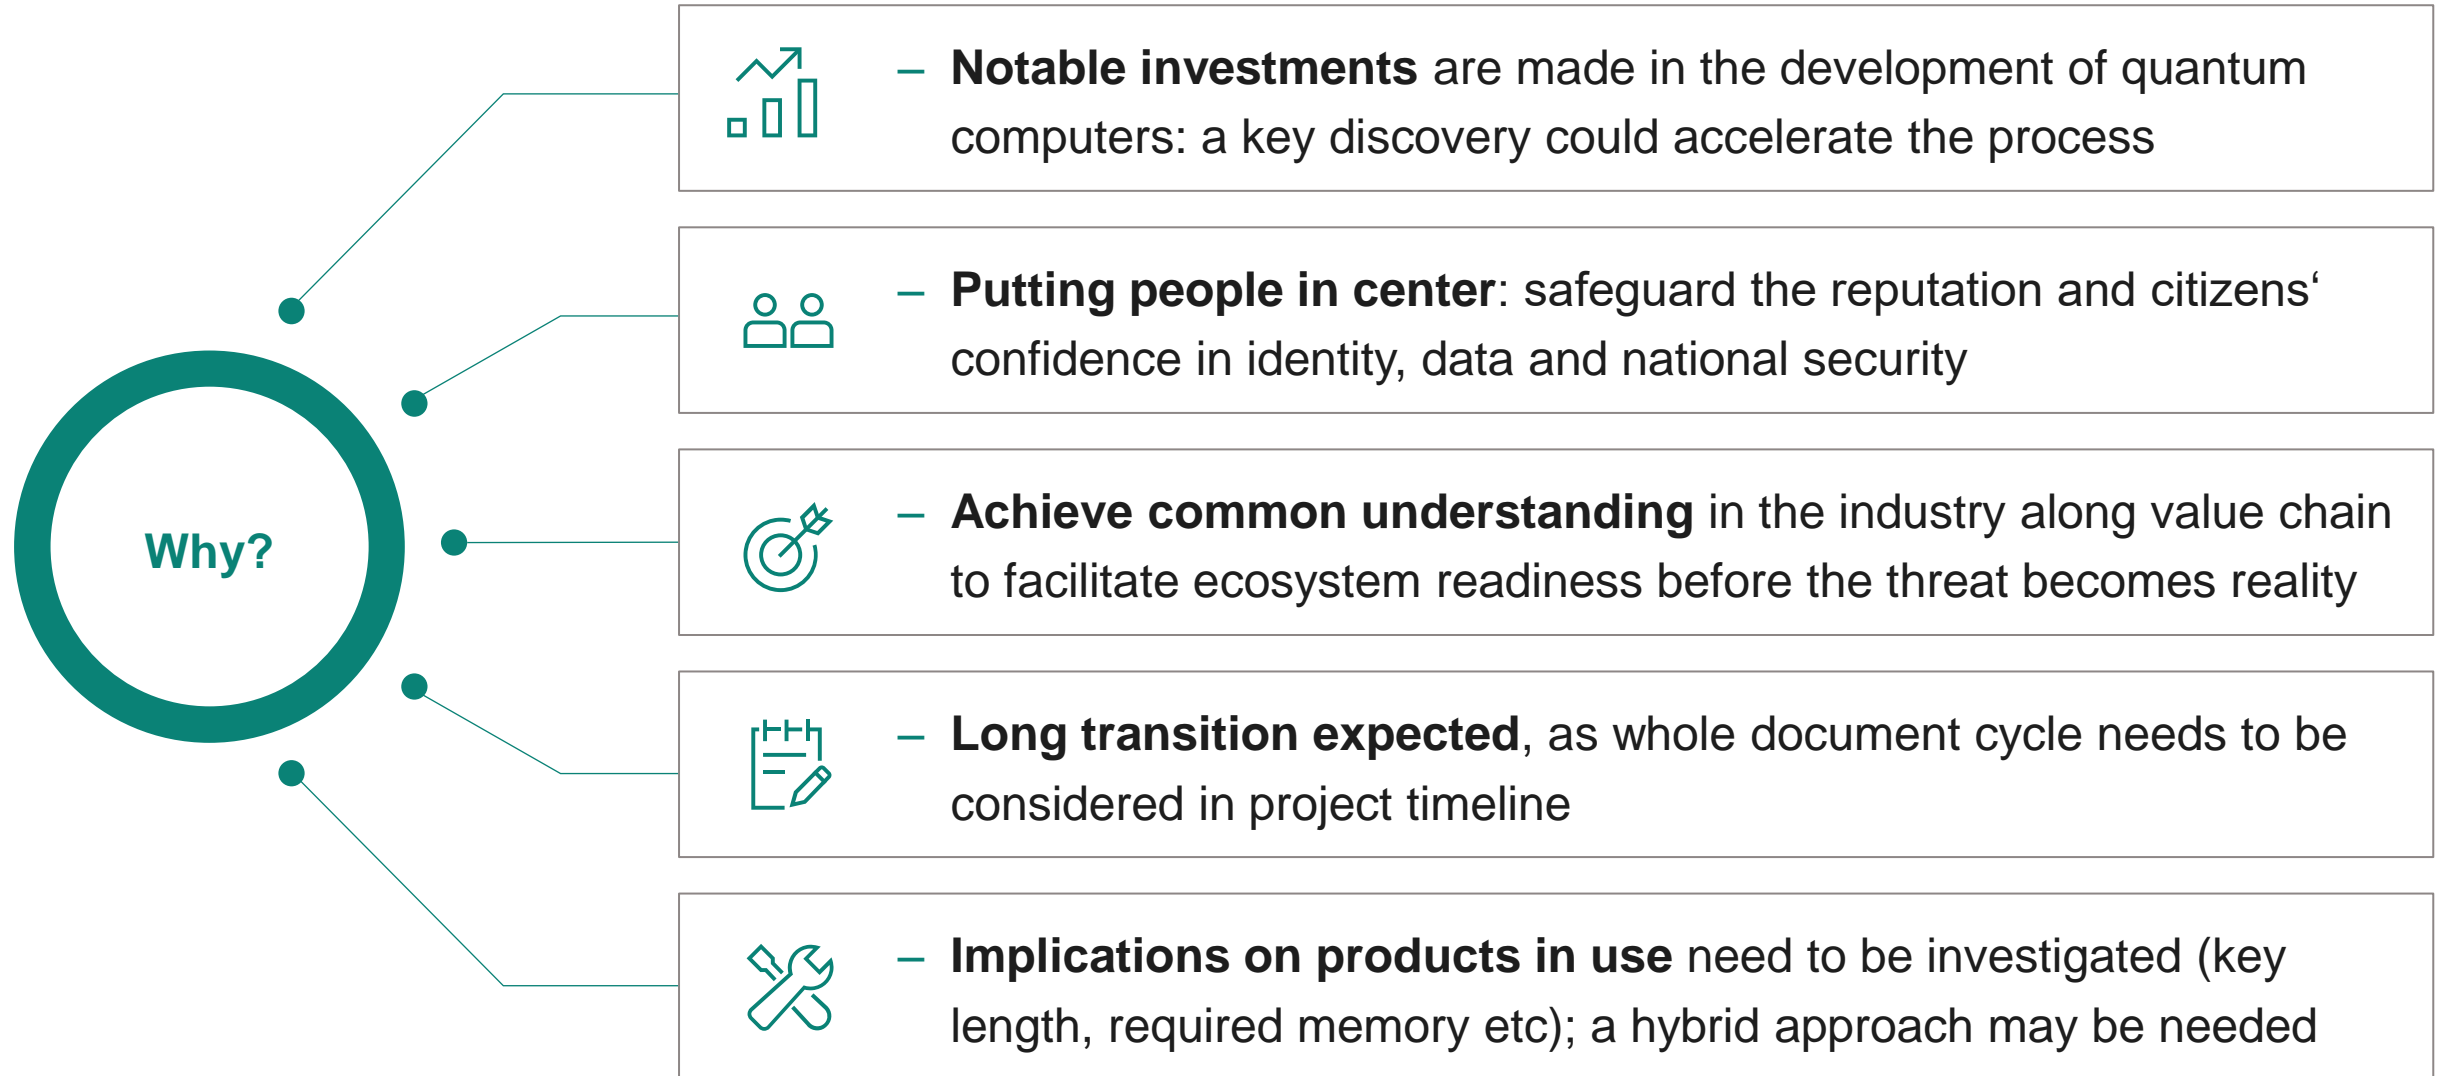 Why?
– Notable investments are made in the development of quantum
computers: a key discovery could accelerate the process
– Putting people in center: safeguard the reputation and citizens‘
confidence in identity, data and national security
– Achieve common understanding in the industry along value chain
to facilitate ecosystem readiness before the threat becomes reality
– Long transition expected, as whole document cycle needs to be
considered in project timeline
– Implications on products in use need to be investigated (key
length, required memory etc); a hybrid approach may be needed